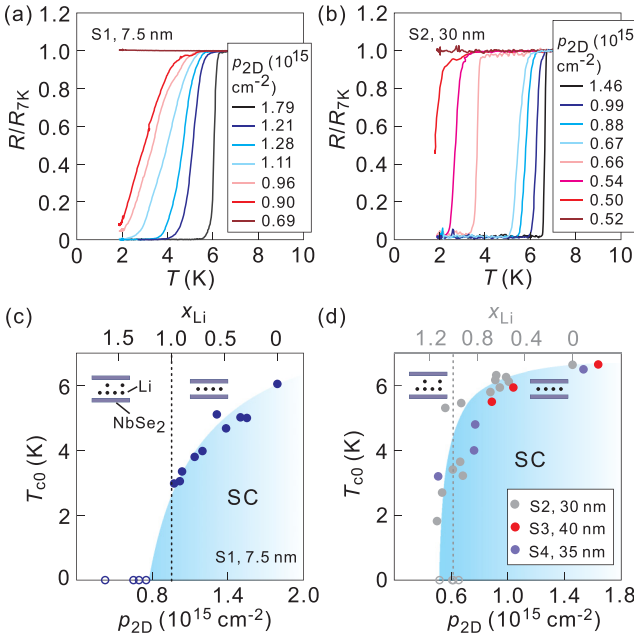 (a)
S1, 7.5 nm
p2D (10^15
cm-2)
1.79
1.21
1.28
1.11
0.96
0.90
0.69
R/R7K
1.0
0.8
0.6
0.4
0.2
0
0 2 4 6 8 10
T (K)
(b)
S2, 30 nm
p2D (10^15
cm-2)
1.46
0.99
0.88
0.67
0.66
0.54
0.50
0.52
R/R7K
1.0
0.8
0.6
0.4
0.2
0
0 2 4 6 8 10
T (K)
(c)
xLi
1.5 1.0 0.5 0
Li
NbSe2
SC
S1, 7.5 nm
Tc0 (K)
6
4
2
0
0.8 1.4 2.0
p2D (10^15 cm-2)
(d)
xLi
1.2 0.8 0.4 0
SC
S2, 30 nm
S3, 40 nm
S4, 35 nm
Tc0 (K)
6
4
2
0
0.2 0.6 1.0 1.4 1.8
p2D (10^15 cm-2)